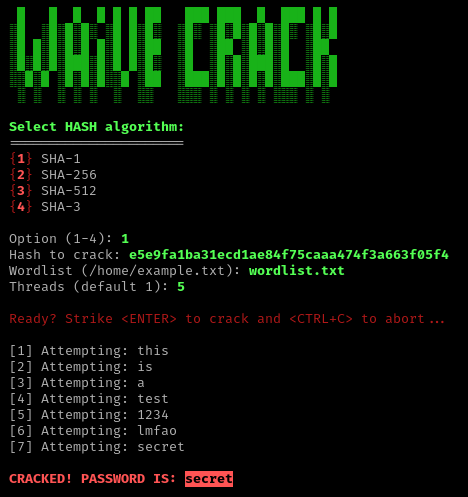 WAVE CRACK
Select HASH algorithm:
======================
{1} SHA-1
{2} SHA-256
{3} SHA-512
{4} SHA-3
Option (1-4): 1
Hash to crack: e5e9fa1ba31ecd1ae84f75caaa474f3a663f05f4
Wordlist (/home/example.txt): wordlist.txt
Threads (default 1): 5
Ready? Strike <ENTER> to crack and <CTRL+C> to abort...
[1] Attempting: this
[2] Attempting: is
[3] Attempting: a
[4] Attempting: test
[5] Attempting: 1234
[6] Attempting: lmfao
[7] Attempting: secret
CRACKED! PASSWORD IS: secret